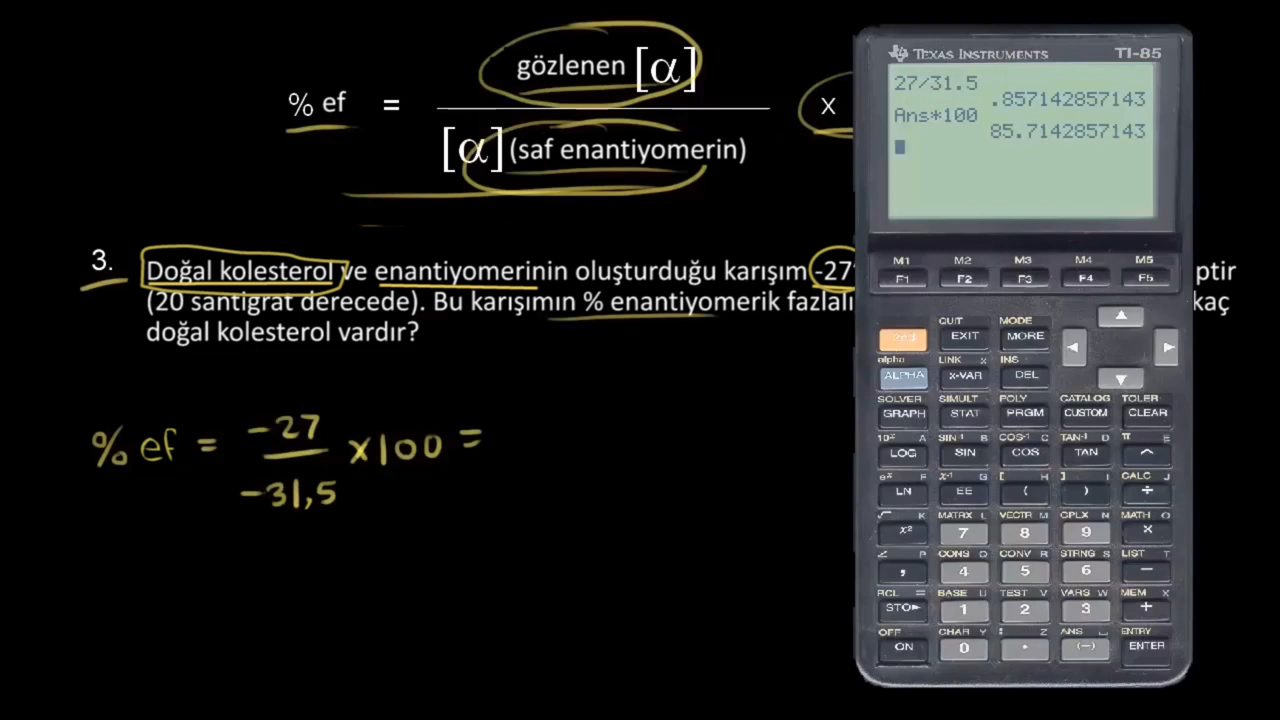 gözlenen [α]
% ef = x
[α] (saf enantiyomerin)
3. Doğal kolesterol ve enantiyomerinin oluşturduğu karışım -27 ptir
(20 santigrat derecede). Bu karışımın % enantiyomerik fazlalı kaç
doğal kolesterol vardır?
% ef = -27 x 100 =
-31,5
TEXAS INSTRUMENTS TI-85
27/31.5
.857142857143
Ans*100
85.7142857143
M1 M2 M3 M4 M5
F1 F2 F3 F4 F5
QUIT MODE
2nd EXIT MORE
alpha LINK x INS
ALPHA x-VAR DEL
SOLVER SIMULT POLY CATALOG TOLER
GRAPH STAT PRGM CUSTOM CLEAR
10ˣ A SIN⁻¹ B COS⁻¹ C TAN⁻¹ D π E
LOG SIN COS TAN ^
eˣ F x⁻¹ G [ H ] I CALC J
LN EE ( ) ÷
√ K MATRX L VECTR M CPLX N MATH O
x² 7 8 9 ×
∠ P CONS Q CONV R STRNG S LIST T
, 4 5 6 −
RCL = BASE U TEST V VARS W MEM X
STO▸ 1 2 3 +
OFF CHAR Y : Z ANS ENTRY
ON 0 . (−) ENTER